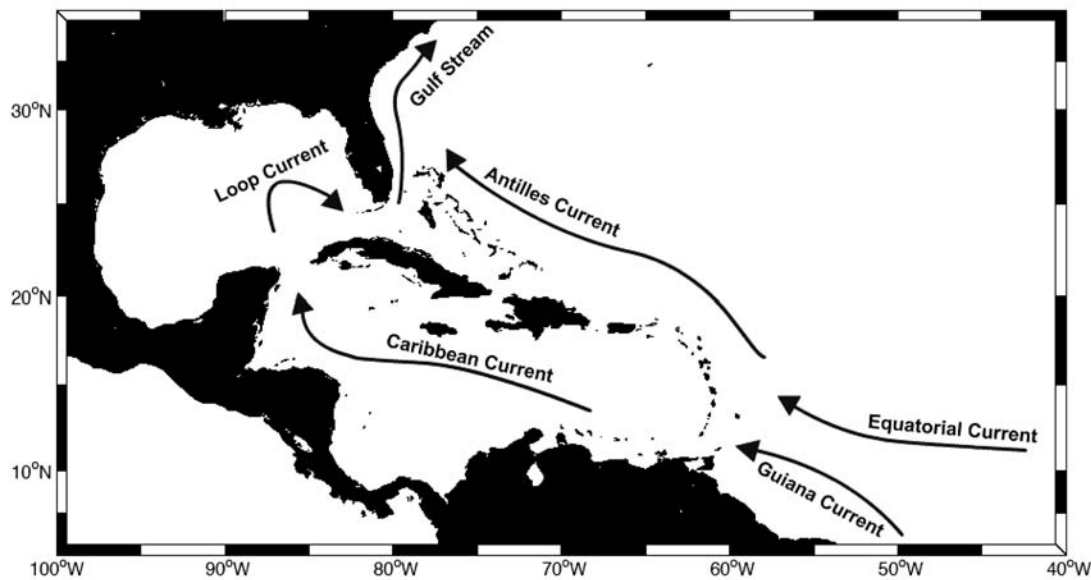 Gulf Stream
30°N
Loop Current
Antilles Current
20°N
Caribbean Current
Equatorial Current
10°N
Guiana Current
100°W 90°W 80°W 70°W 60°W 50°W 40°W